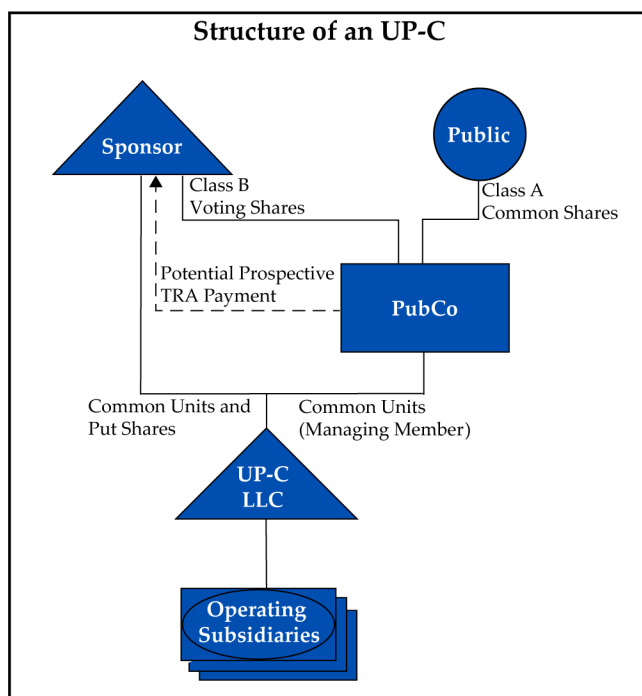 Structure of an UP-C
Sponsor
Public
Class B
Voting Shares
Class A
Common Shares
Potential Prospective
TRA Payment
PubCo
Common Units and
Put Shares
Common Units
(Managing Member)
UP-C
LLC
Operating
Subsidiaries